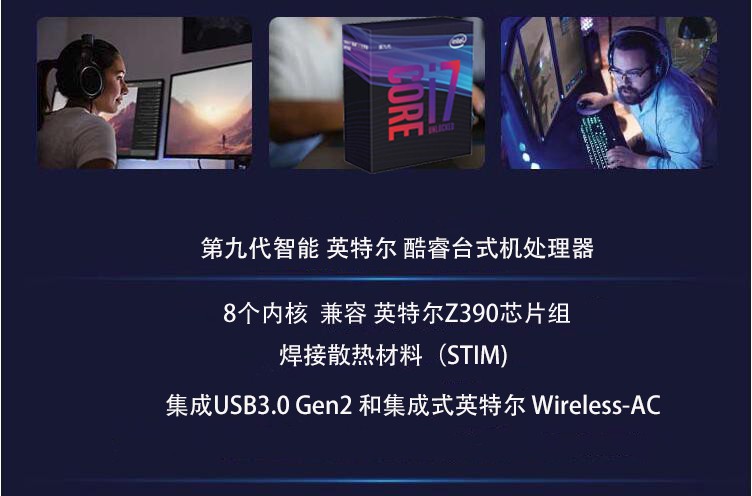 intel
第九代
CORE i7
UNLOCKED
第九代智能 英特尔 酷睿台式机处理器
8个内核 兼容 英特尔Z390芯片组
焊接散热材料（STIM)
集成USB3.0 Gen2 和集成式英特尔 Wireless-AC